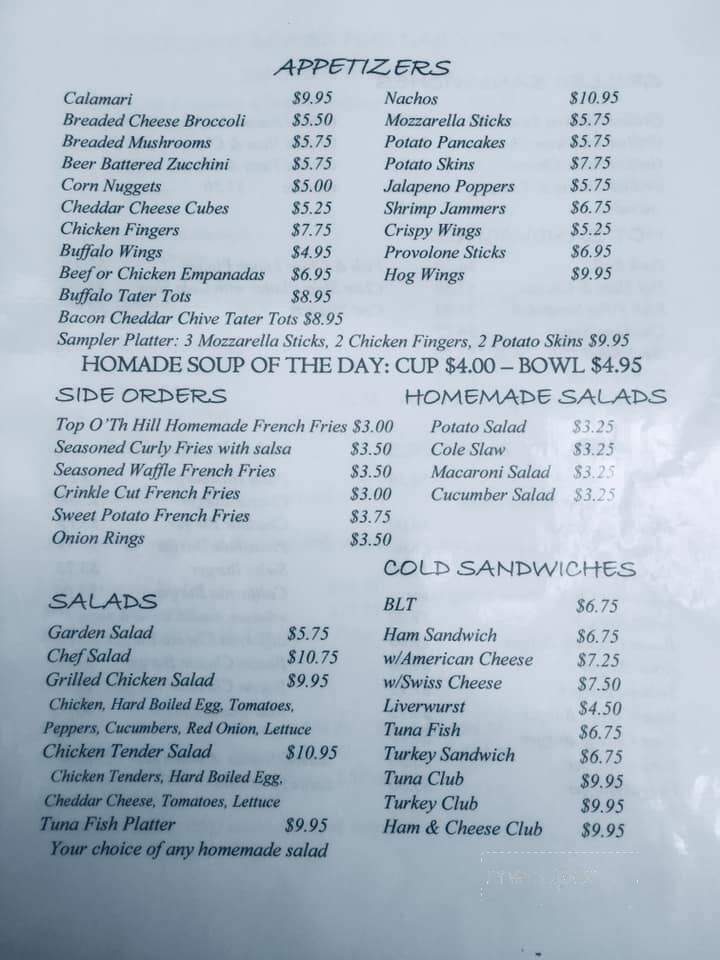 APPETIZERS
Calamari $9.95
Breaded Cheese Broccoli $5.50
Breaded Mushrooms $5.75
Beer Battered Zucchini $5.75
Corn Nuggets $5.00
Cheddar Cheese Cubes $5.25
Chicken Fingers $7.75
Buffalo Wings $4.95
Beef or Chicken Empanadas $6.95
Buffalo Tater Tots $8.95
Bacon Cheddar Chive Tater Tots $8.95
Nachos $10.95
Mozzarella Sticks $5.75
Potato Pancakes $5.75
Potato Skins $7.75
Jalapeno Poppers $5.75
Shrimp Jammers $6.75
Crispy Wings $5.25
Provolone Sticks $6.95
Hog Wings $9.95
Sampler Platter: 3 Mozzarella Sticks, 2 Chicken Fingers, 2 Potato Skins $9.95
HOMADE SOUP OF THE DAY: CUP $4.00 – BOWL $4.95
SIDE ORDERS
Top O'Th Hill Homemade French Fries $3.00
Seasoned Curly Fries with salsa $3.50
Seasoned Waffle French Fries $3.50
Crinkle Cut French Fries $3.00
Sweet Potato French Fries $3.75
Onion Rings $3.50
HOMEMADE SALADS
Potato Salad $3.25
Cole Slaw $3.25
Macaroni Salad $3.25
Cucumber Salad $3.25
SALADS
Garden Salad $5.75
Chef Salad $10.75
Grilled Chicken Salad $9.95
Chicken, Hard Boiled Egg, Tomatoes,
Peppers, Cucumbers, Red Onion, Lettuce
Chicken Tender Salad $10.95
Chicken Tenders, Hard Boiled Egg,
Cheddar Cheese, Tomatoes, Lettuce
Tuna Fish Platter $9.95
Your choice of any homemade salad
COLD SANDWICHES
BLT $6.75
Ham Sandwich $6.75
w/American Cheese $7.25
w/Swiss Cheese $7.50
Liverwurst $4.50
Tuna Fish $6.75
Turkey Sandwich $6.75
Tuna Club $9.95
Turkey Club $9.95
Ham & Cheese Club $9.95